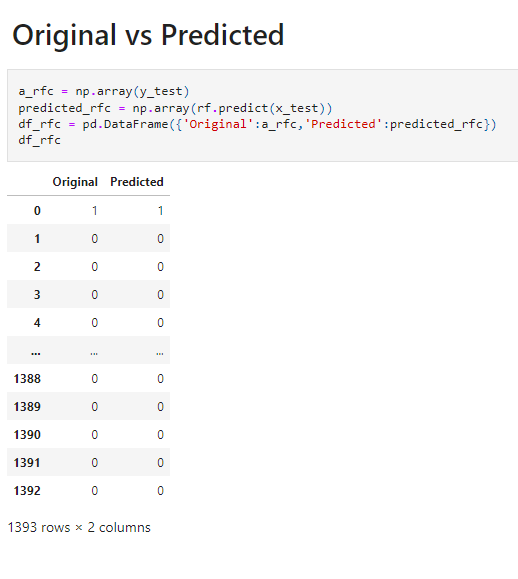 Original vs Predicted
a_rfc = np.array(y_test)
predicted_rfc = np.array(rf.predict(x_test))
df_rfc = pd.DataFrame({'Original':a_rfc,'Predicted':predicted_rfc})
df_rfc
Original Predicted
0 1 1
1 0 0
2 0 0
3 0 0
4 0 0
... ... ...
1388 0 0
1389 0 0
1390 0 0
1391 0 0
1392 0 0
1393 rows × 2 columns